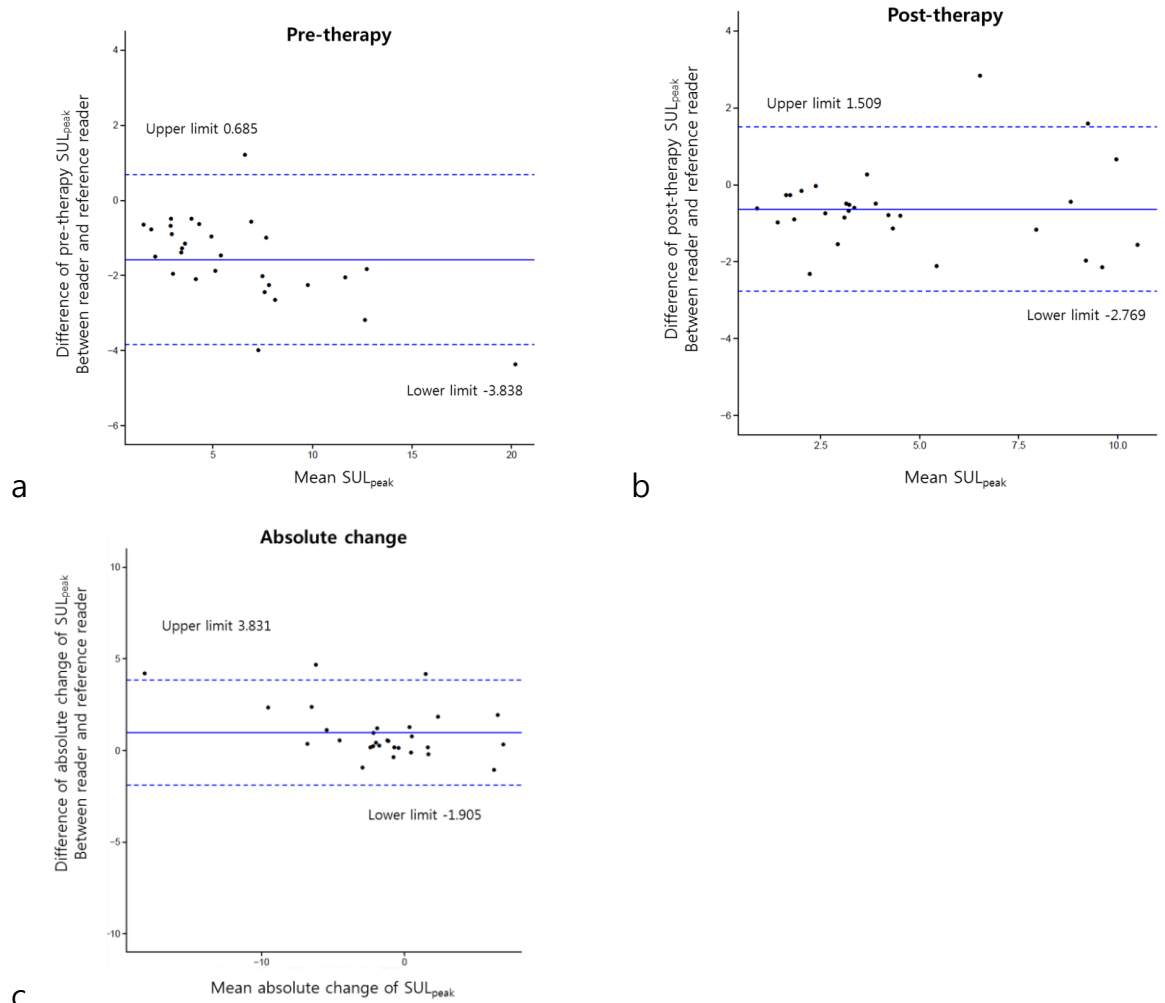 Pre-therapy
Difference of pre-therapy SULpeak
Between reader and reference reader
4
2
0
−2
−4
−6
Upper limit 0.685
Lower limit -3.838
5
10
15
20
Mean SULpeak
a
Post-therapy
Difference of post-therapy SULpeak
Between reader and reference reader
4
2
0
−2
−4
−6
Upper limit 1.509
Lower limit -2.769
2.5
5.0
7.5
10.0
Mean SULpeak
b
Absolute change
Difference of absolute change of SULpeak
Between reader and reference reader
10
5
0
−5
−10
Upper limit 3.831
Lower limit -1.905
−10
0
Mean absolute change of SULpeak
c